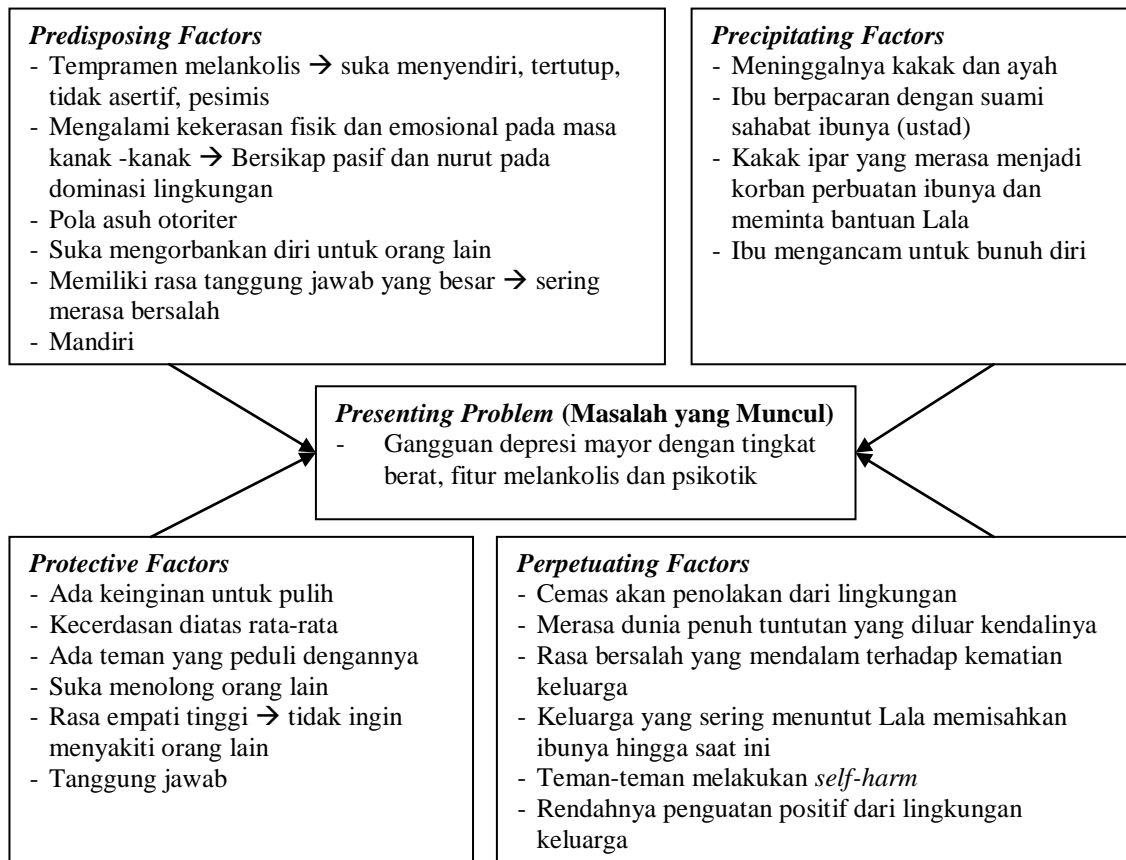 Predisposing Factors
- Tempramen melankolis → suka menyendiri, tertutup,
tidak asertif, pesimis
- Mengalami kekerasan fisik dan emosional pada masa
kanak -kanak → Bersikap pasif dan nurut pada
dominasi lingkungan
- Pola asuh otoriter
- Suka mengorbankan diri untuk orang lain
- Memiliki rasa tanggung jawab yang besar → sering
merasa bersalah
- Mandiri
Precipitating Factors
- Meninggalnya kakak dan ayah
- Ibu berpacaran dengan suami
sahabat ibunya (ustad)
- Kakak ipar yang merasa menjadi
korban perbuatan ibunya dan
meminta bantuan Lala
- Ibu mengancam untuk bunuh diri
Presenting Problem (Masalah yang Muncul)
- Gangguan depresi mayor dengan tingkat
berat, fitur melankolis dan psikotik
Protective Factors
- Ada keinginan untuk pulih
- Kecerdasan diatas rata-rata
- Ada teman yang peduli dengannya
- Suka menolong orang lain
- Rasa empati tinggi → tidak ingin
menyakiti orang lain
- Tanggung jawab
Perpetuating Factors
- Cemas akan penolakan dari lingkungan
- Merasa dunia penuh tuntutan yang diluar kendalinya
- Rasa bersalah yang mendalam terhadap kematian
keluarga
- Keluarga yang sering menuntut Lala memisahkan
ibunya hingga saat ini
- Teman-teman melakukan self-harm
- Rendahnya penguatan positif dari lingkungan
keluarga